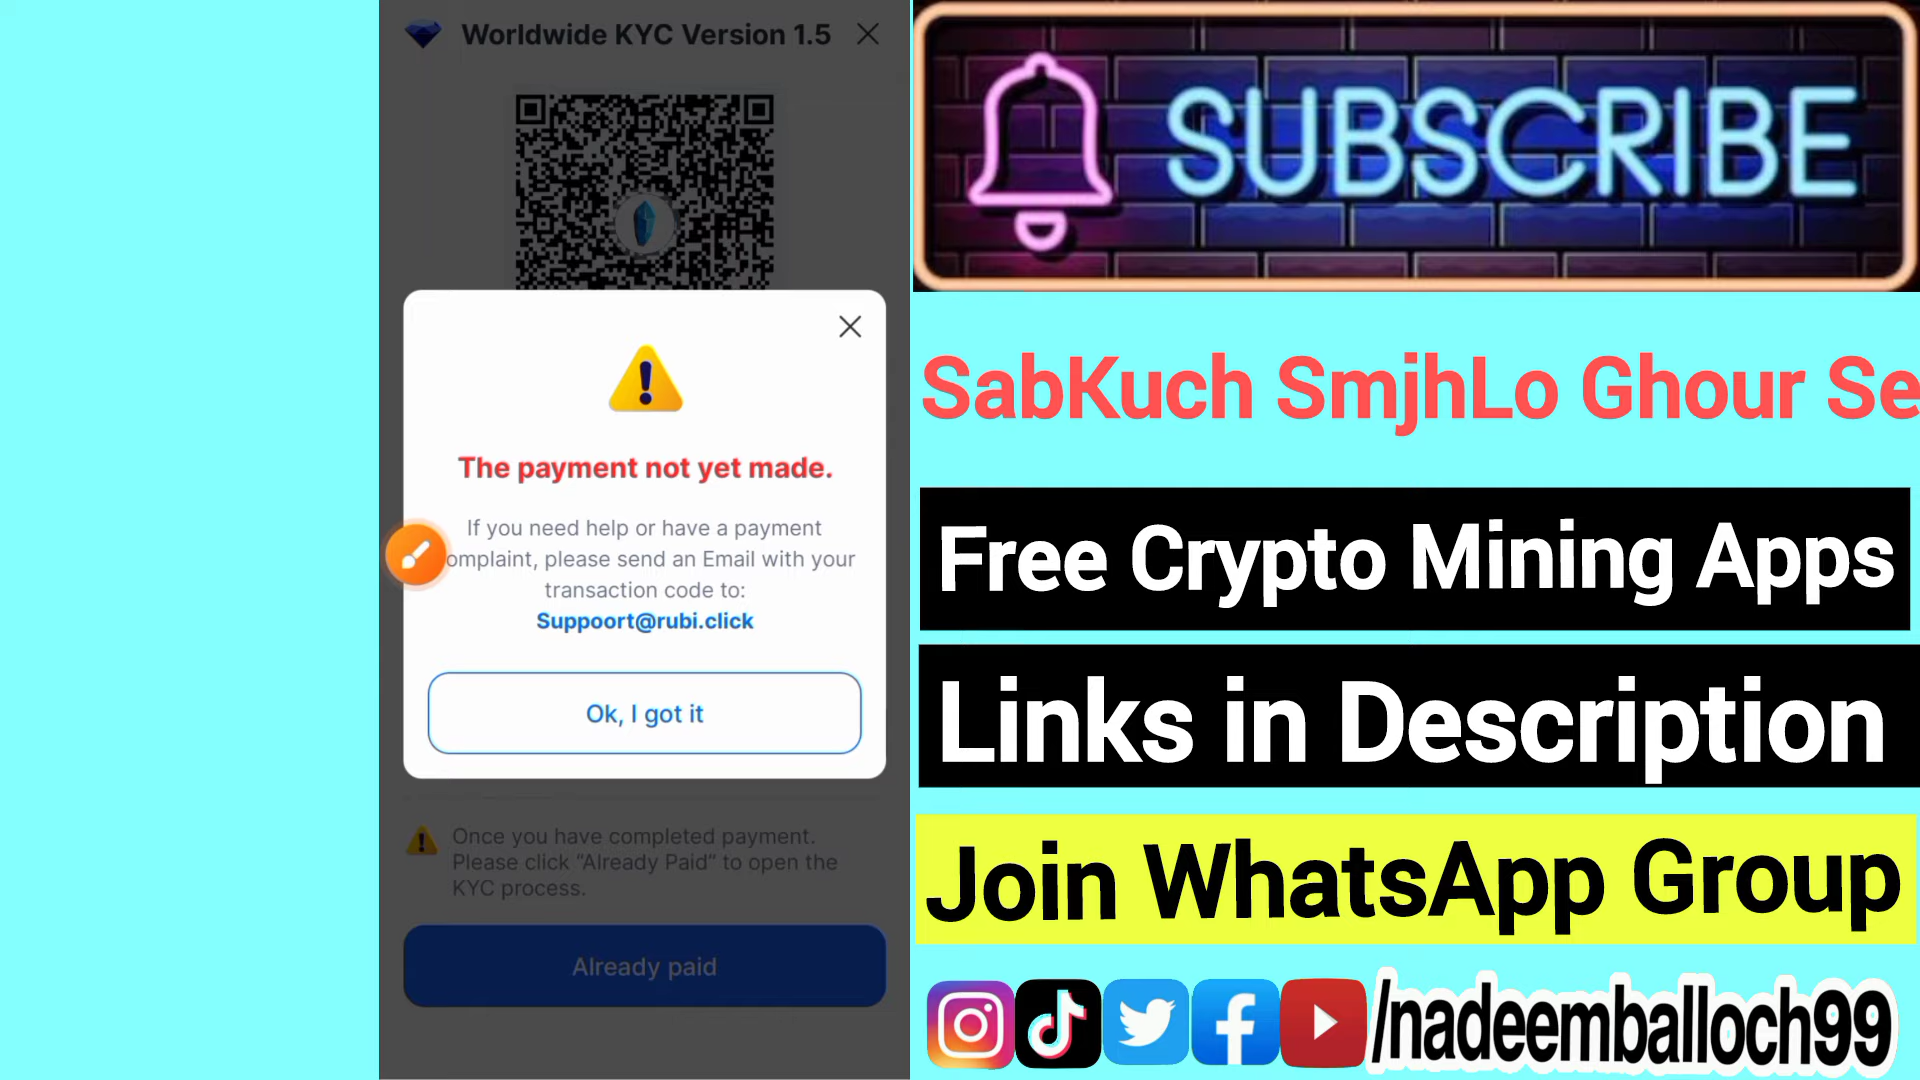 Worldwide KYC Version 1.5
The payment not yet made.
If you need help or have a payment
omplaint, please send an Email with your
transaction code to:
Suppoort@rubi.click
Ok, I got it
Once you have completed payment.
Please click “Already Paid” to open the
KYC process.
Already paid
SUBSCRIBE
SabKuch SmjhLo Ghour Se
Free Crypto Mining Apps
Links in Description
Join WhatsApp Group
/nadeemballoch99